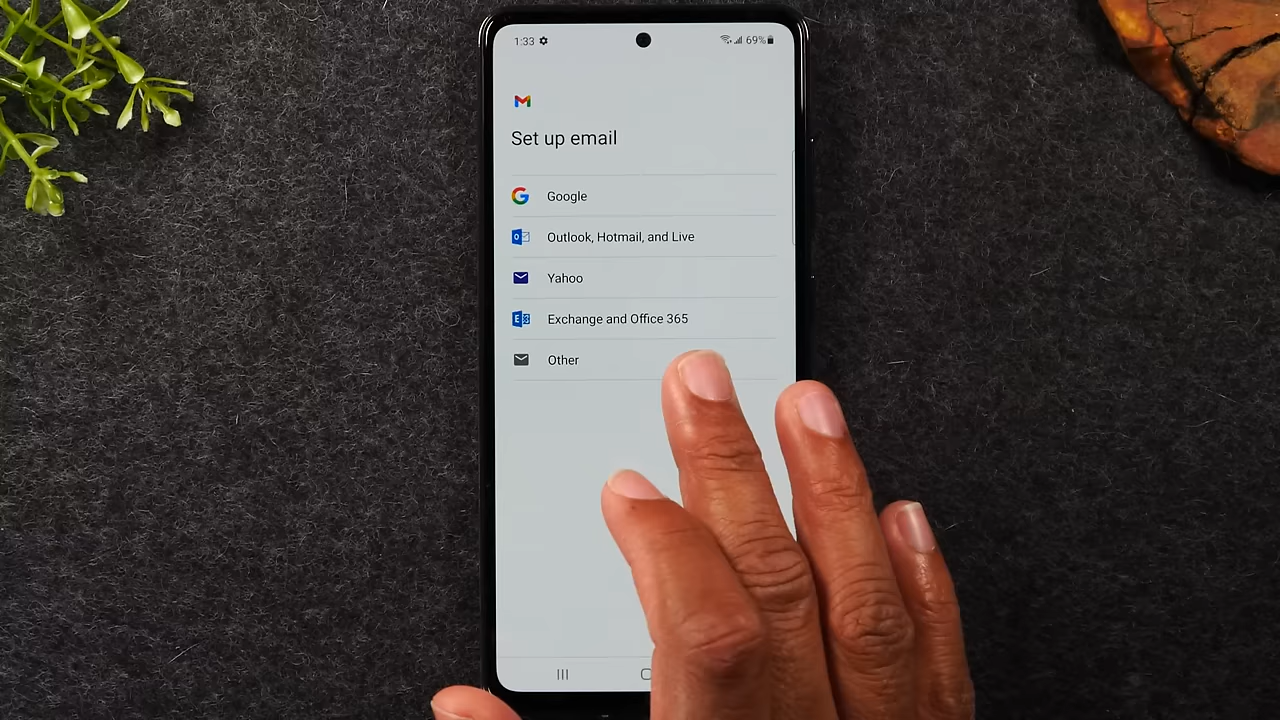 1:33 69%
Set up email
Google
Outlook, Hotmail, and Live
Yahoo
Exchange and Office 365
Other